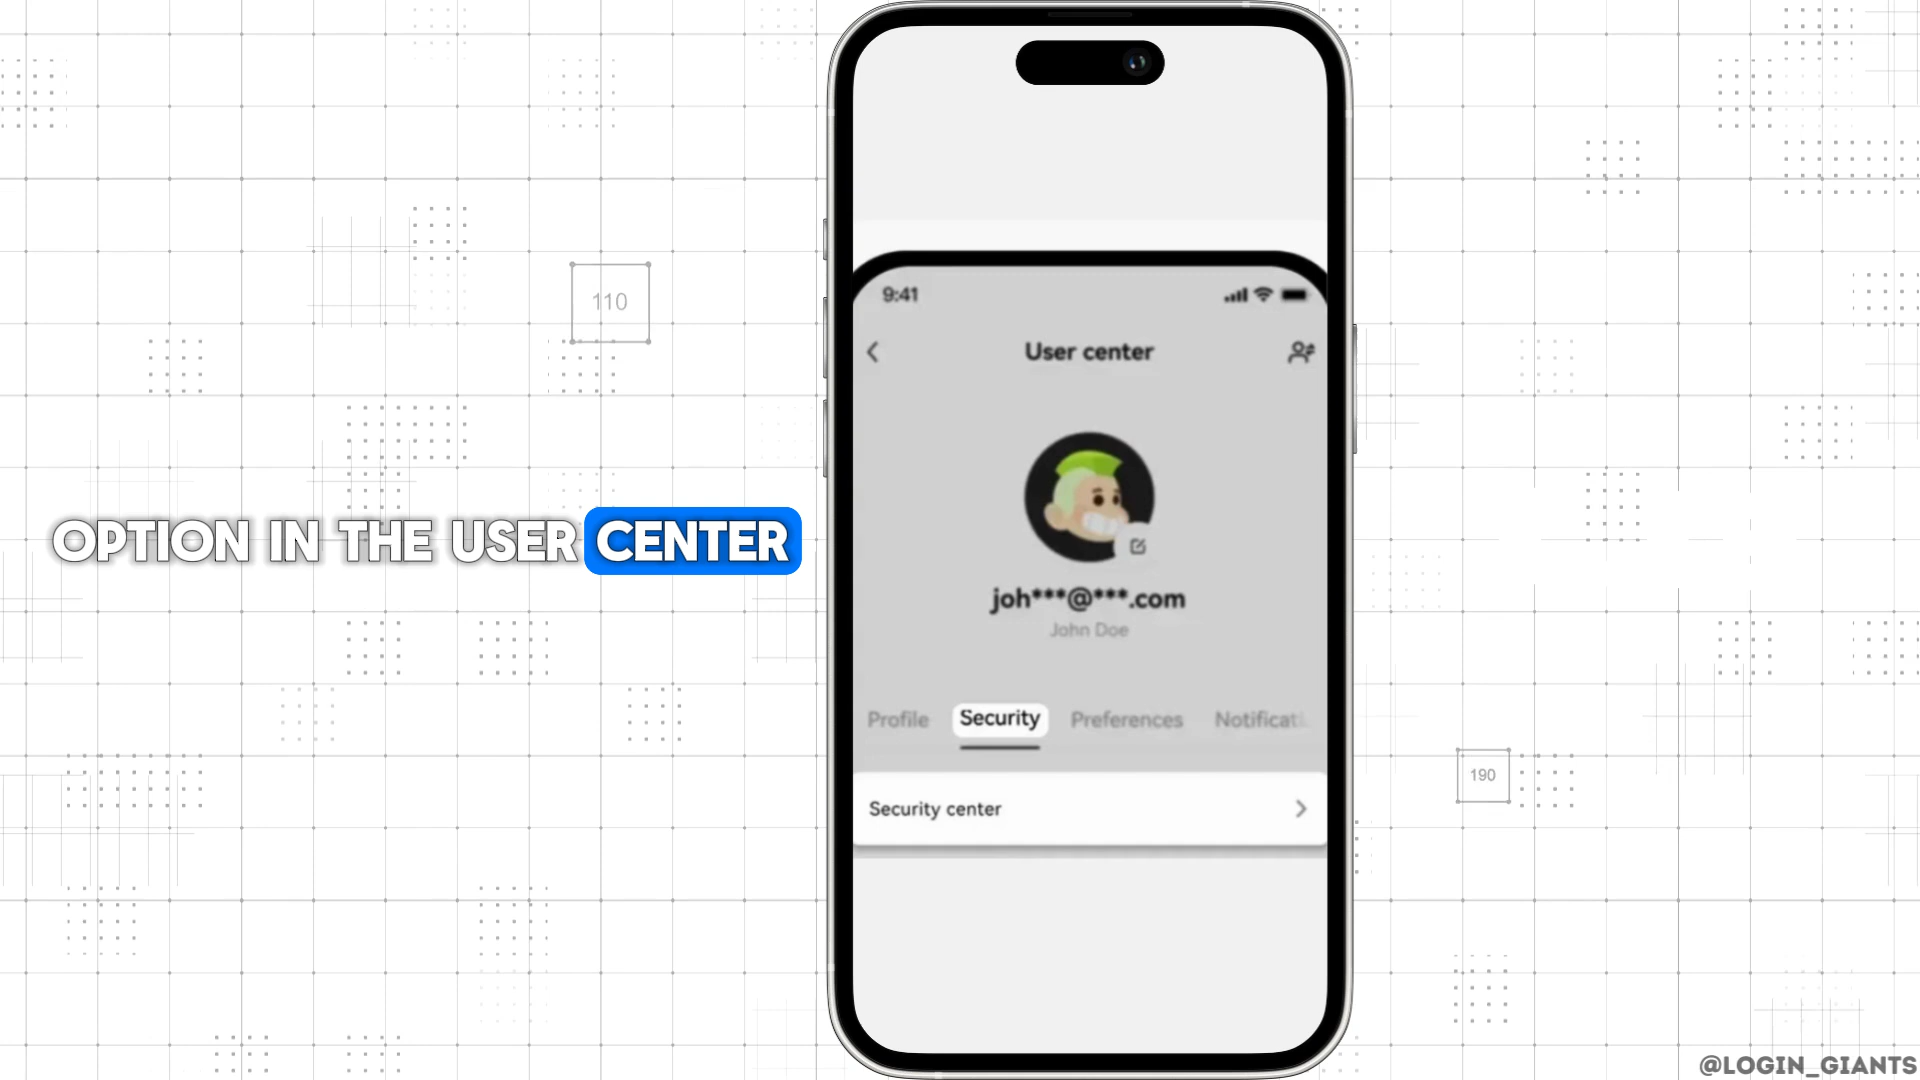 110
9:41
User center
OPTION IN THE USER CENTER
joh***@***.com
John Doe
Profile Security Preferences Notificati
Security center
190
@LOGIN_GIANTS